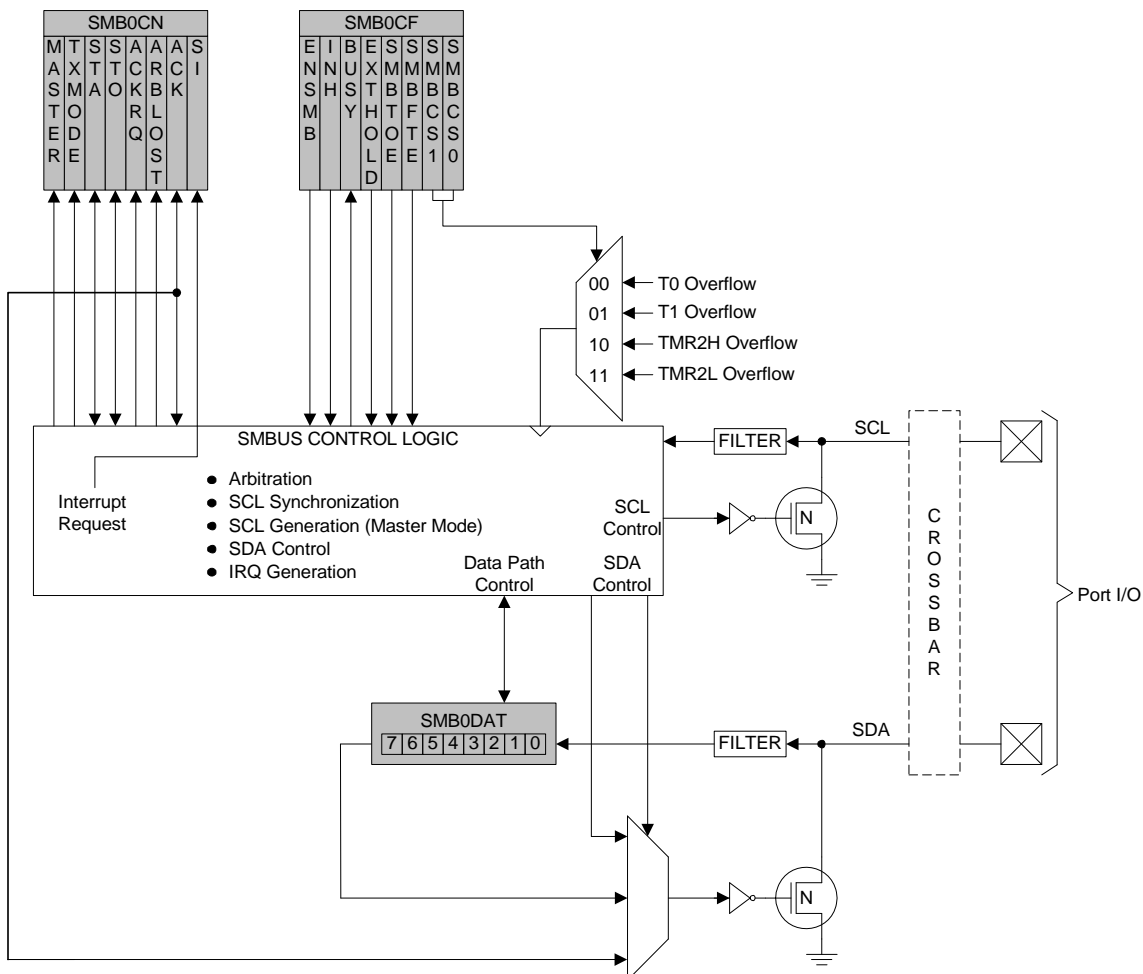 SMB0CN
MASTER
TXMODE
STA
STO
ACKRQ
ARBLOST
ACK
SI
SMB0CF
ENSMB
INH
BUSY
EXTHOLD
SMBTOE
SMBFTE
SMBCS1
SMBCS0
00 T0 Overflow
01 T1 Overflow
10 TMR2H Overflow
11 TMR2L Overflow
SMBUS CONTROL LOGIC
Interrupt
Request
● Arbitration
● SCL Synchronization
● SCL Generation (Master Mode)
● SDA Control
● IRQ Generation
SCL
Control
Data Path
Control
SDA
Control
FILTER
SCL
N
CROSSBAR
Port I/O
SMB0DAT
7 6 5 4 3 2 1 0
FILTER
SDA
N